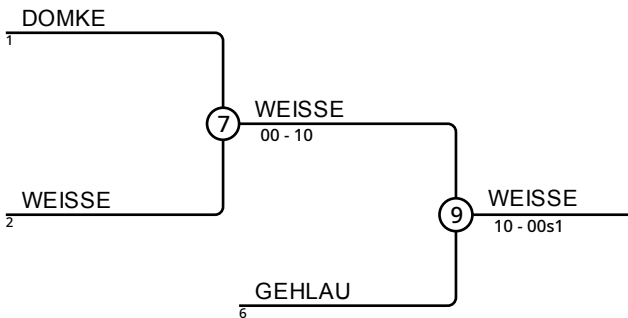 DOMKE
1
7
WEISSE
00 - 10
WEISSE
2
9
WEISSE
10 - 00s1
GEHLAU
6